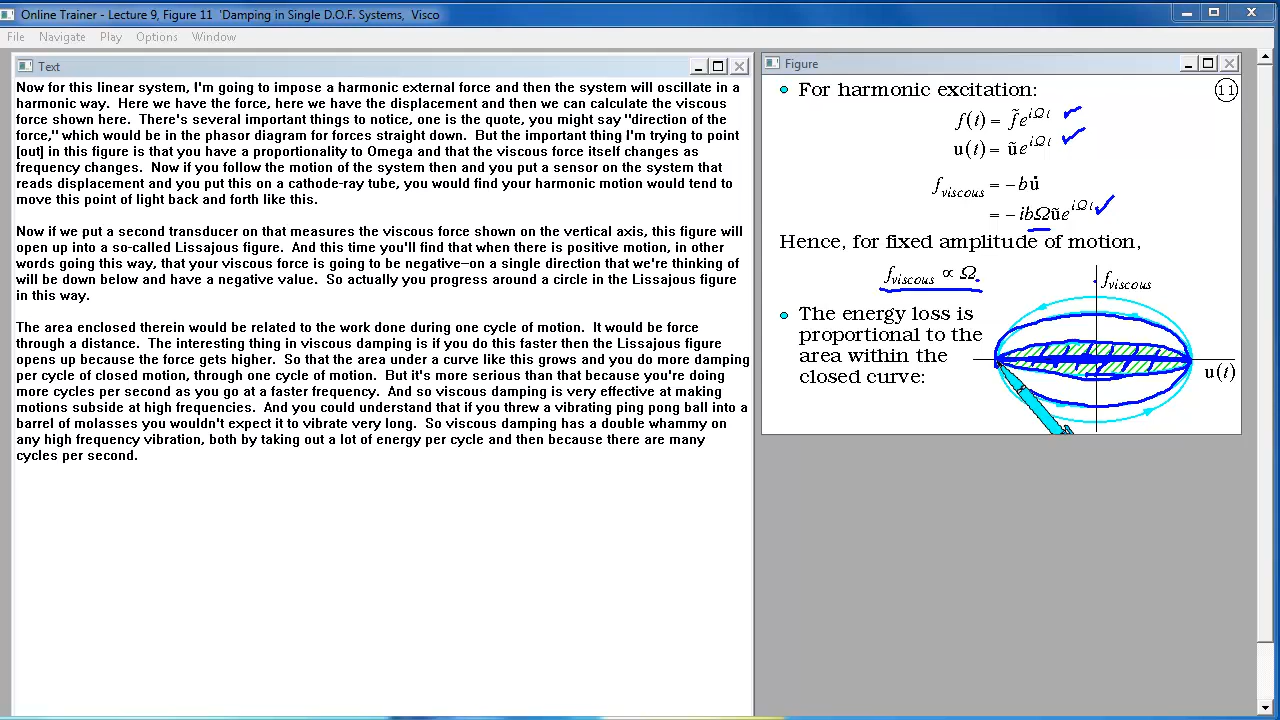 Online Trainer - Lecture 9, Figure 11 'Damping in Single D.O.F. Systems, Visco
File Navigate Play Options Window
Text
Now for this linear system, I'm going to impose a harmonic external force and then the system will oscillate in a
harmonic way. Here we have the force, here we have the displacement and then we can calculate the viscous
force shown here. There's several important things to notice, one is the quote, you might say "direction of the
force," which would be in the phasor diagram for forces straight down. But the important thing I'm trying to point
[out] in this figure is that you have a proportionality to Omega and that the viscous force itself changes as
frequency changes. Now if you follow the motion of the system then and you put a sensor on the system that
reads displacement and you put this on a cathode-ray tube, you would find your harmonic motion would tend to
move this point of light back and forth like this.
Now if we put a second transducer on that measures the viscous force shown on the vertical axis, this figure will
open up into a so-called Lissajous figure. And this time you'll find that when there is positive motion, in other
words going this way, that your viscous force is going to be negative--on a single direction that we're thinking of
will be down below and have a negative value. So actually you progress around a circle in the Lissajous figure
in this way.
The area enclosed therein would be related to the work done during one cycle of motion. It would be force
through a distance. The interesting thing in viscous damping is if you do this faster then the Lissajous figure
opens up because the force gets higher. So that the area under a curve like this grows and you do more damping
per cycle of closed motion, through one cycle of motion. But it's more serious than that because you're doing
more cycles per second as you go at a faster frequency. And so viscous damping is very effective at making
motions subside at high frequencies. And you could understand that if you threw a vibrating ping pong ball into a
barrel of molasses you wouldn't expect it to vibrate very long. So viscous damping has a double whammy on
any high frequency vibration, both by taking out a lot of energy per cycle and then because there are many
cycles per second.
Figure
For harmonic excitation:
11
f(t) = f̃e^{iΩt}
u(t) = ũe^{iΩt}
f_viscous = −bu̇
= −ibΩũe^{iΩt}
Hence, for fixed amplitude of motion,
f_viscous ∝ Ω.
f_viscous
The energy loss is
proportional to the
area within the
closed curve:
u(t)